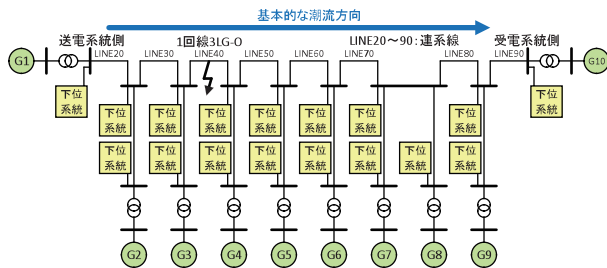 基本的な潮流方向
送電系統側
1回線3LG-O
LINE20～90：連系線
受電系統側
G1
LINE20
LINE30
LINE40
LINE50
LINE60
LINE70
LINE80
LINE90
G10
下位
系統
下位
系統
下位
系統
下位
系統
下位
系統
下位
系統
下位
系統
下位
系統
下位
系統
下位
系統
下位
系統
下位
系統
下位
系統
下位
系統
下位
系統
下位
系統
下位
系統
G2
G3
G4
G5
G6
G7
G8
G9